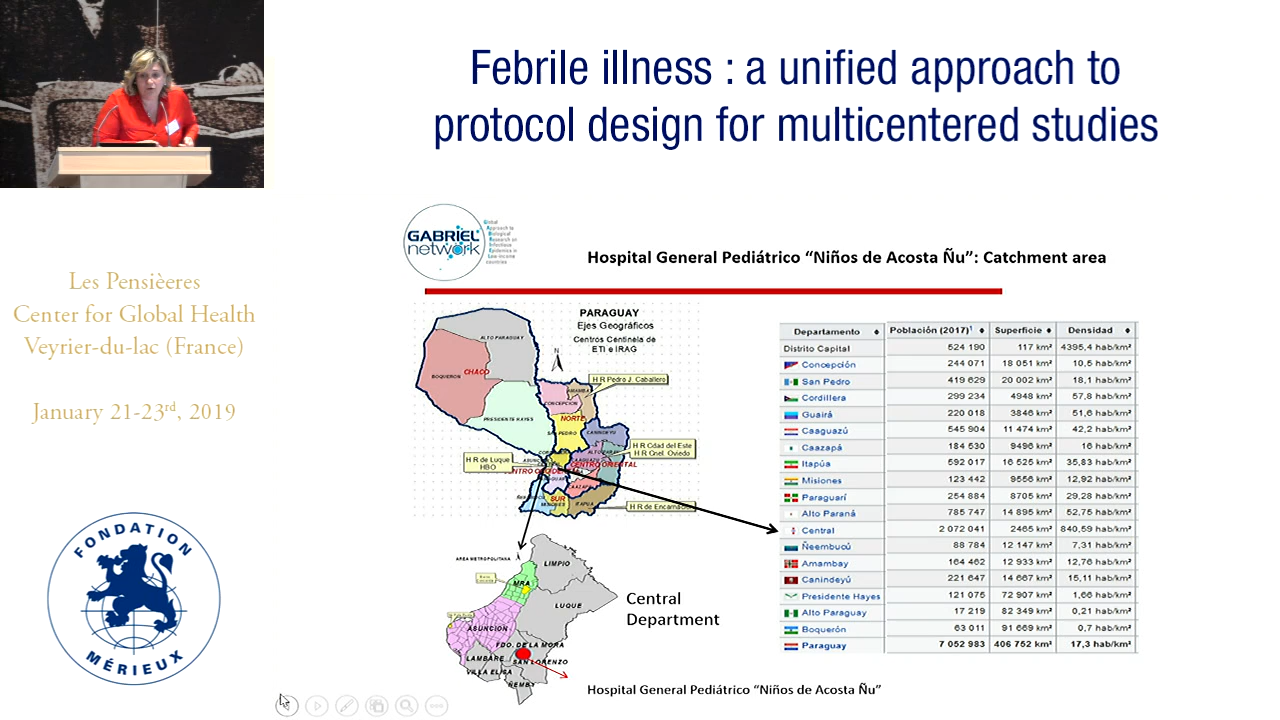 Febrile illness : a unified approach to
protocol design for multicentered studies
Les Pensièeres
Center for Global Health
Veyrier-du-lac (France)
January 21-23rd, 2019
FONDATION
MÉRIEUX
GABRIEL
network
Global
Approach to
Biological
Research on
Infectious
Epidemics in
Low-income
countries
Hospital General Pediátrico “Niños de Acosta Ñu”: Catchment area
PARAGUAY
Ejes Geográficos
Centros Centinela de
ETI e IRAG
N
ALTO PARAGUAY
BOQUERON
CHACO
PRESIDENTE HAYES
CONCEPCION
AMAMBAY
NORTE
SAN PEDRO
CANINDEYU
H R Pedro J. Caballero
H R Cdad del Este
H R Cnel. Oviedo
H R de Luque
HBO
CENTRO ORIENTAL
CAAZAPA
SUR
MISIONES
ITAPUA
H R de Encarnación
AREA METROPOLITANA
LIMPIO
MRA
LUQUE
ASUNCION
FDO. DE LA MORA
LAMBARE
SAN LORENZO
VILLA ELISA
ÑEMBY
Central
Department
Hospital General Pediátrico “Niños de Acosta Ñu”
Departamento Población (2017)¹ Superficie Densidad
Distrito Capital 524 190 117 km² 4395,4 hab/km²
Concepción 244 071 18 051 km² 10,5 hab/km²
San Pedro 419 629 20 002 km² 18,1 hab/km²
Cordillera 299 234 4948 km² 57,8 hab/km²
Guairá 220 018 3846 km² 51,6 hab/km²
Caaguazú 545 904 11 474 km² 42,2 hab/km²
Caazapá 184 530 9496 km² 16 hab/km²
Itapúa 592 017 16 525 km² 35,83 hab/km²
Misiones 123 442 9556 km² 12,92 hab/km²
Paraguarí 254 884 8705 km² 29,28 hab/km²
Alto Paraná 785 747 14 895 km² 52,75 hab/km²
Central 2 072 041 2465 km² 840,59 hab/km²
Ñeembucú 88 784 12 147 km² 7,31 hab/km²
Amambay 164 462 12 933 km² 12,76 hab/km²
Canindeyú 221 647 14 667 km² 15,11 hab/km²
Presidente Hayes 121 075 72 907 km² 1,66 hab/km²
Alto Paraguay 17 219 82 349 km² 0,21 hab/km²
Boquerón 63 011 91 669 km² 0,7 hab/km²
Paraguay 7 052 983 406 752 km² 17,3 hab/km²